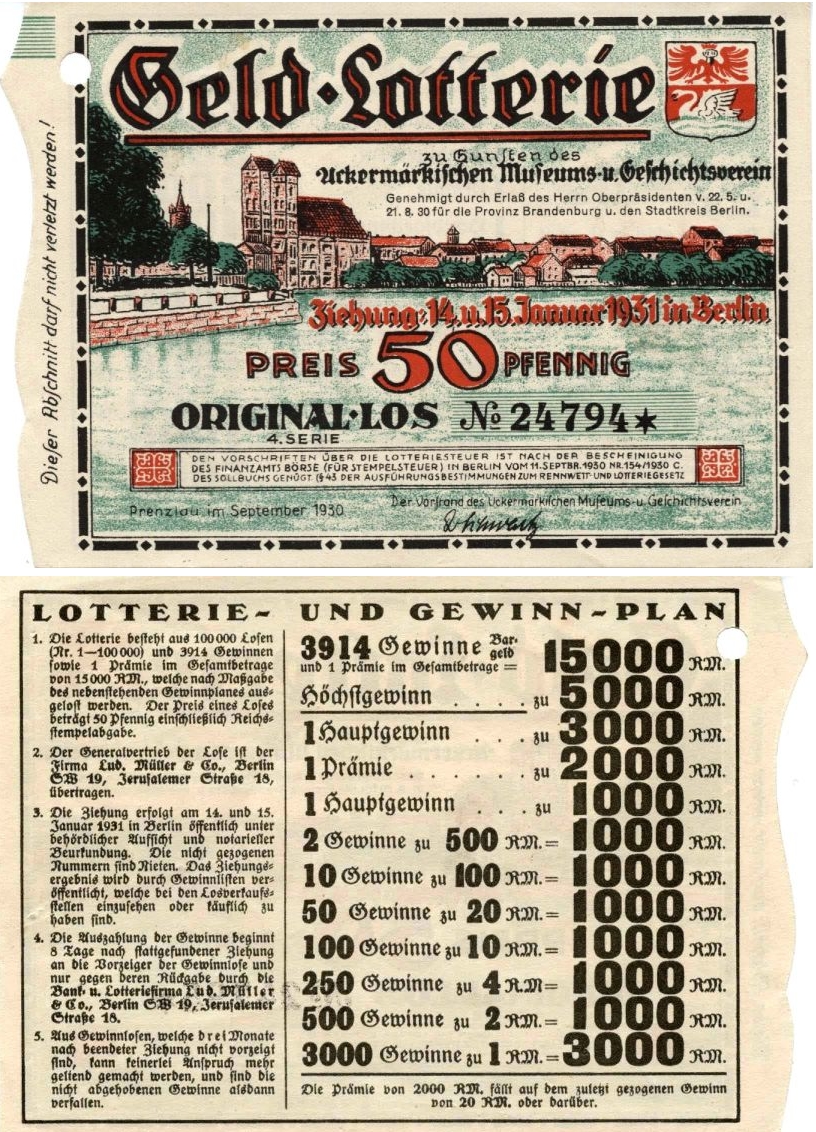 Geld·Lotterie
zu Gunsten des
Uckermärkischen Museums- u. Geschichtsverein
Genehmigt durch Erlaß des Herrn Oberpräsidenten v. 22. 5. u.
21. 8. 30 für die Provinz Brandenburg u. den Stadtkreis Berlin.
Dieser Abschnitt darf nicht verletzt werden!
Ziehung: 14. u. 15. Januar 1931 in Berlin
PREIS 50 PFENNIG
ORIGINAL·LOS No 24794*
4. SERIE
DEN VORSCHRIFTEN ÜBER DIE LOTTERIESTEUER IST NACH DER BESCHEINIGUNG
DES FINANZAMTS BÖRSE (FÜR STEMPELSTEUER) IN BERLIN VOM 11. SEPTBR. 1930 NR. 154/1930 C.
DES SOLLBUCHS GENÜGT (§ 43 DER AUSFÜHRUNGSBESTIMMUNGEN ZUM RENNWETT- UND LOTTERIEGESETZ
Prenzlau, im September 1930
Der Vorstand des Uckermärkischen Museums- u. Geschichtsverein
LOTTERIE- UND GEWINN-PLAN
1. Die Lotterie besteht aus 100 000 Losen
(Nr. 1—100 000) und 3914 Gewinnen
sowie 1 Prämie im Gesamtbetrage
von 15 000 RM., welche nach Maßgabe
des nebenstehenden Gewinnplanes aus-
gelost werden. Der Preis eines Loses
beträgt 50 Pfennig einschließlich Reichs-
stempelabgabe.
2. Der Generalvertrieb der Lose ist der
Firma Lud. Müller & Co., Berlin
SW 19, Jerusalemer Straße 18,
übertragen.
3. Die Ziehung erfolgt am 14. und 15.
Januar 1931 in Berlin öffentlich unter
behördlicher Aufsicht und notarieller
Beurkundung. Die nicht gezogenen
Nummern sind Nieten. Das Ziehungs-
ergebnis wird durch Gewinnlisten ver-
öffentlicht, welche bei den Losverkaufs-
stellen einzusehen oder käuflich zu
haben sind.
4. Die Auszahlung der Gewinne beginnt
8 Tage nach stattgefundener Ziehung
an die Vorzeiger der Gewinnlose und
nur gegen deren Rückgabe durch die
Bank- u. Lotteriefirma Lud. Müller
& Co., Berlin SW 19, Jerusalemer
Straße 18.
5. Aus Gewinnlosen, welche drei Monate
nach beendeter Ziehung nicht vorzeigt
sind, kann keinerlei Anspruch mehr
geltend gemacht werden, und sind die
nicht abgehobenen Gewinne alsdann
verfallen.
3914 Gewinne Bar-
geld
und 1 Prämie im Gesamtbetrage = 15000 RM.
Höchstgewinn . . . . zu 5000 RM.
1 Hauptgewinn . . . zu 3000 RM.
1 Prämie . . . . . . zu 2000 RM.
1 Hauptgewinn . . . zu 1000 RM.
2 Gewinne zu 500 RM. = 1000 RM.
10 Gewinne zu 100 RM. = 1000 RM.
50 Gewinne zu 20 RM. = 1000 RM.
100 Gewinne zu 10 RM. = 1000 RM.
250 Gewinne zu 4 R.M = 1000 RM.
500 Gewinne zu 2 RM = 1000 RM.
3000 Gewinne zu 1 RM. = 3000 RM.
Die Prämie von 2000 RM. fällt auf dem zuletzt gezogenen Gewinn
von 20 RM. oder darüber.